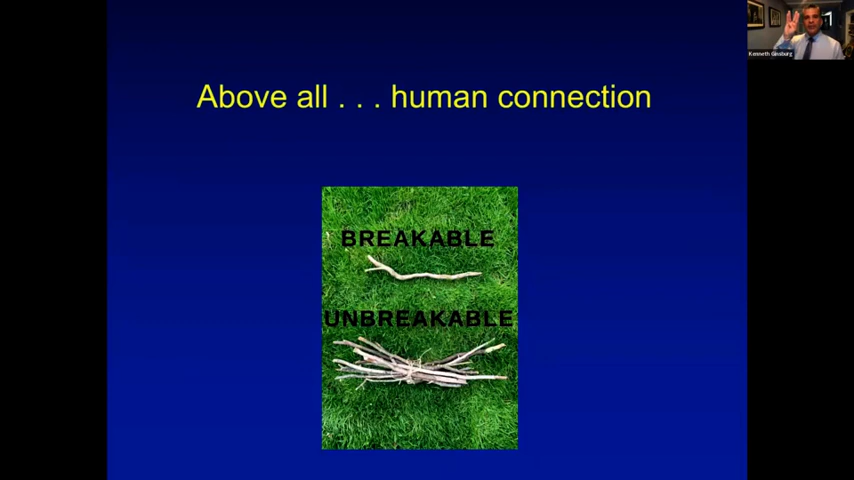 Above all . . . human connection
BREAKABLE
UNBREAKABLE
Kenneth Ginsburg